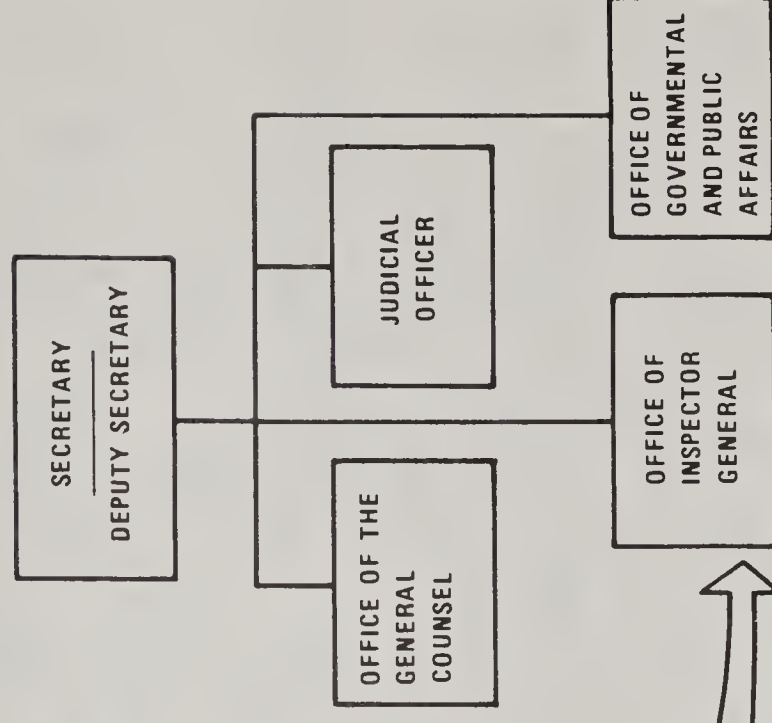 SECRETARY
DEPUTY SECRETARY
OFFICE OF THE
GENERAL
COUNSEL
JUDICIAL
OFFICER
OFFICE OF
INSPECTOR
GENERAL
OFFICE OF
GOVERNMENTAL
AND PUBLIC
AFFAIRS